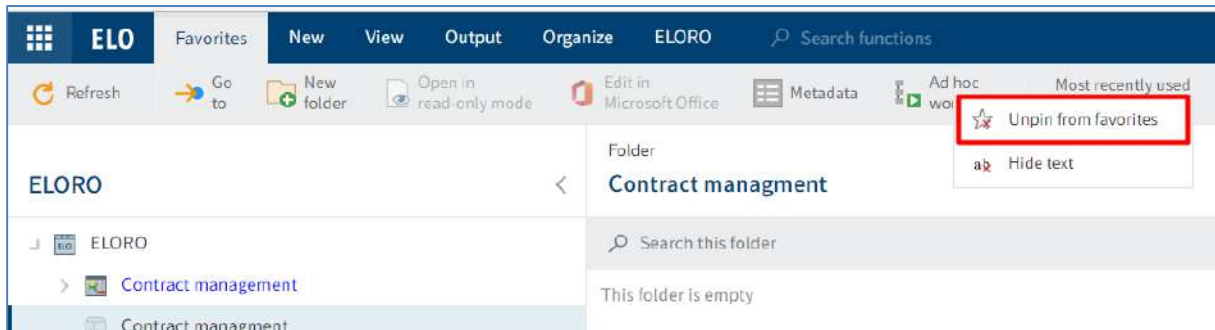 ELO Favorites New View Output Organize ELORO Search functions
Refresh
Go
to
New
folder
Open in
read-only mode
Edit in
Microsoft Office
Metadata
Ad hoc
Most recently used
Unpin from favorites
Hide text
ELORO
Folder
Contract managment
ELORO
Search this folder
Contract management
This folder is empty
Contract managment